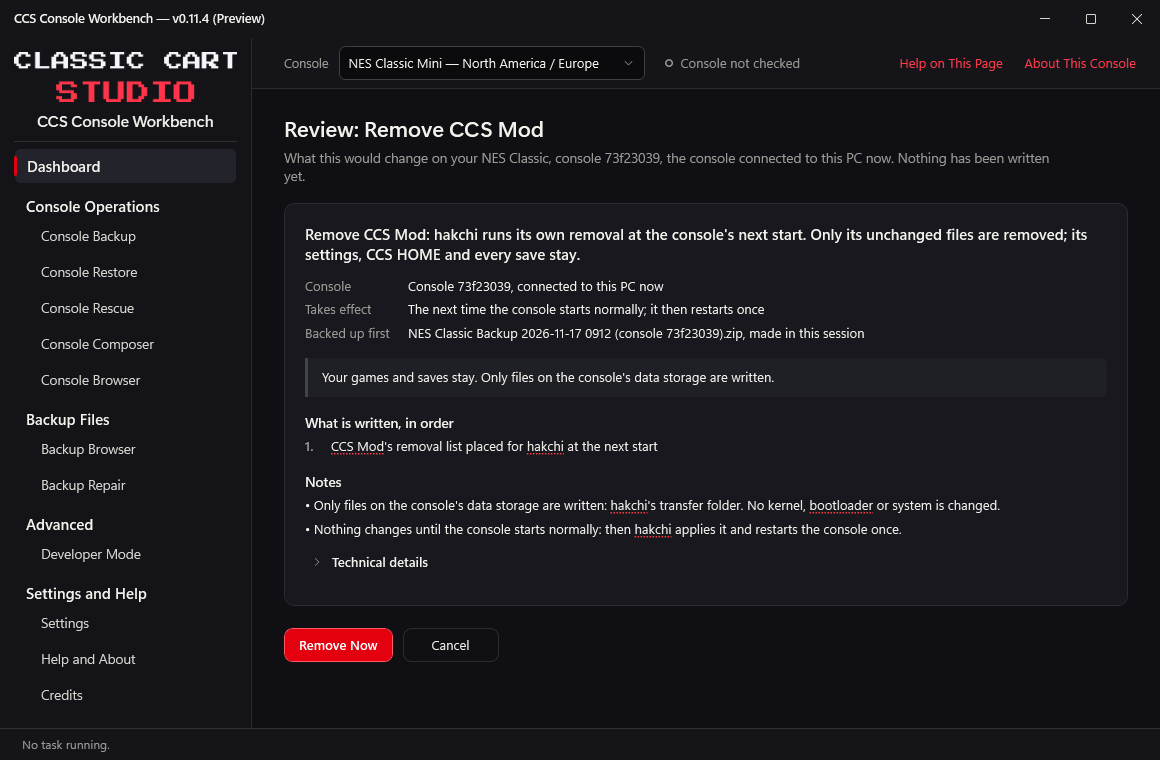 CCS Console Workbench — v0.11.4 (Preview)
CLASSIC CART
STUDIO
CCS Console Workbench
Dashboard
Console Operations
Console Backup
Console Restore
Console Rescue
Console Composer
Console Browser
Backup Files
Backup Browser
Backup Repair
Advanced
Developer Mode
Settings and Help
Settings
Help and About
Credits
Console
NES Classic Mini — North America / Europe
Console not checked
Help on This Page
About This Console
Review: Remove CCS Mod
What this would change on your NES Classic, console 73f23039, the console connected to this PC now. Nothing has been written
yet.
Remove CCS Mod: hakchi runs its own removal at the console's next start. Only its unchanged files are removed; its
settings, CCS HOME and every save stay.
Console Console 73f23039, connected to this PC now
Takes effect The next time the console starts normally; it then restarts once
Backed up first NES Classic Backup 2026-11-17 0912 (console 73f23039).zip, made in this session
Your games and saves stay. Only files on the console's data storage are written.
What is written, in order
1. CCS Mod's removal list placed for hakchi at the next start
Notes
• Only files on the console's data storage are written: hakchi's transfer folder. No kernel, bootloader or system is changed.
• Nothing changes until the console starts normally: then hakchi applies it and restarts the console once.
Technical details
Remove Now
Cancel
No task running.